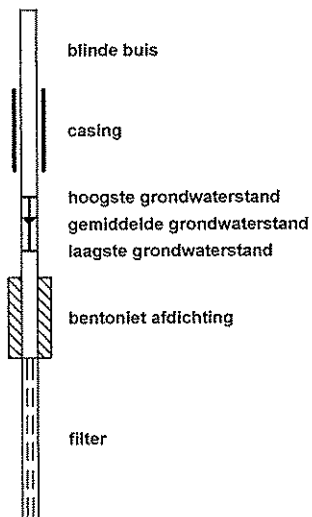 blinde buis
casing
hoogste grondwaterstand
gemiddelde grondwaterstand
laagste grondwaterstand
bentoniet afdichting
filter